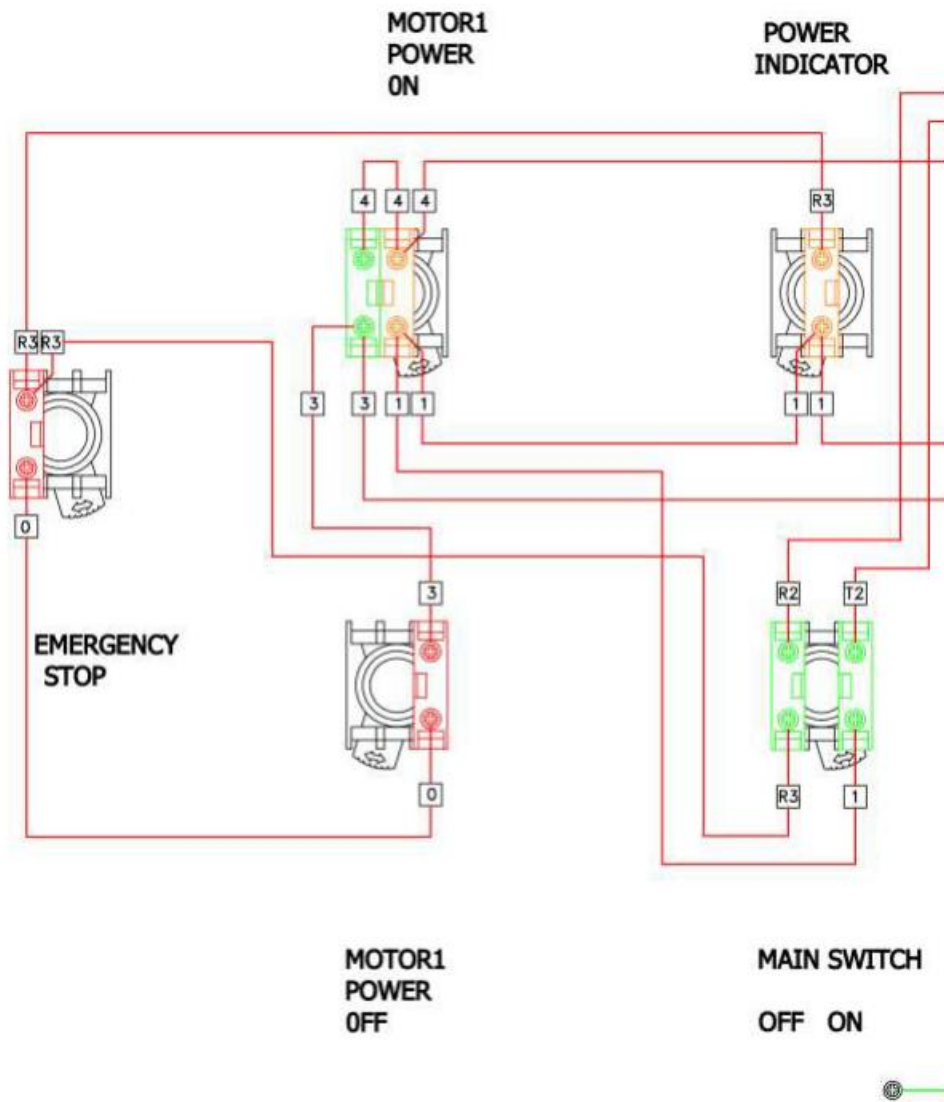 MOTOR1
POWER
0N
POWER
INDICATOR
4 4 4
R3
R3 R3
3 3 1 1
1 1
0
3
R2 T2
EMERGENCY
STOP
0
R3 1
MOTOR1
POWER
0FF
MAIN SWITCH
OFF ON